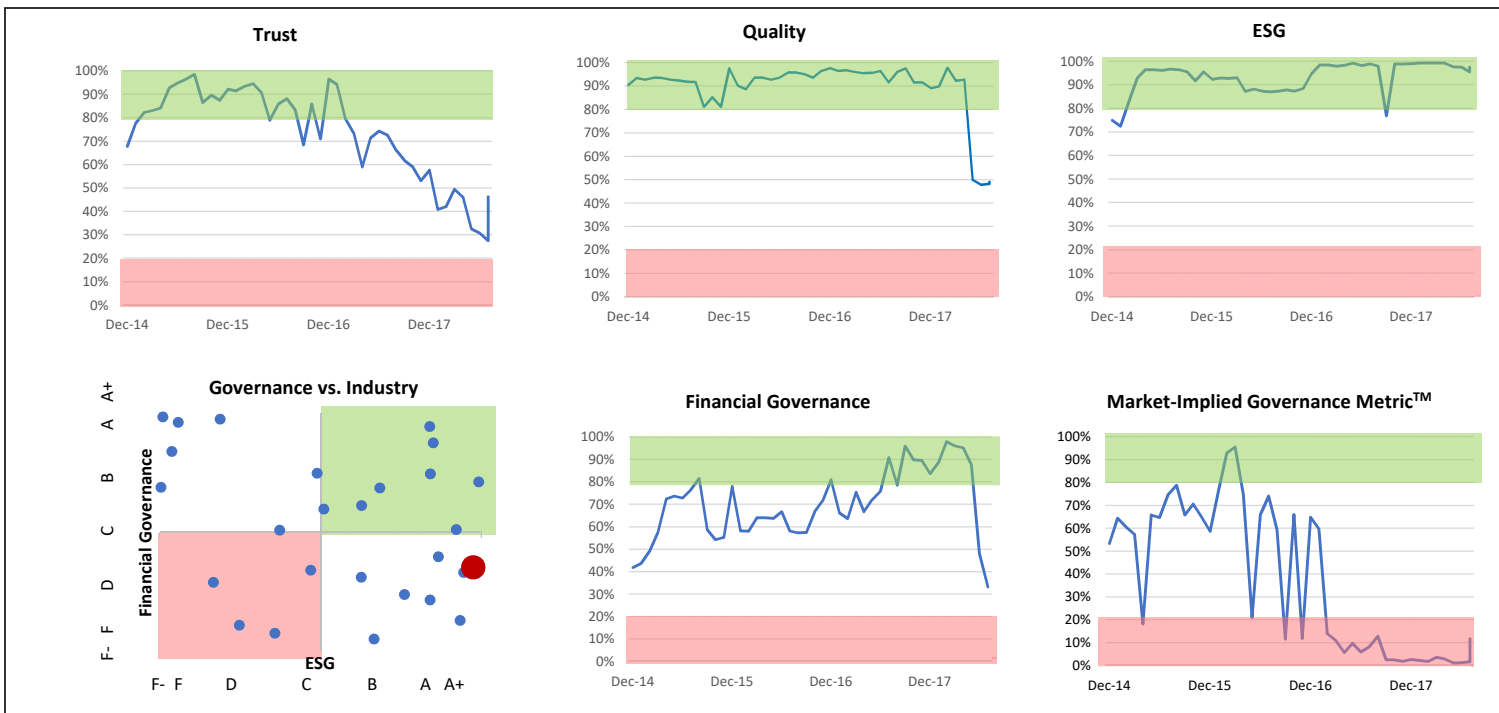 Trust
100%
90%
80%
70%
60%
50%
40%
30%
20%
10%
0%
Dec-14 Dec-15 Dec-16 Dec-17
Quality
100%
90%
80%
70%
60%
50%
40%
30%
20%
10%
0%
Dec-14 Dec-15 Dec-16 Dec-17
ESG
100%
90%
80%
70%
60%
50%
40%
30%
20%
10%
0%
Dec-14 Dec-15 Dec-16 Dec-17
Governance vs. Industry
Financial Governance
A+
A
B
C
D
F
F-
ESG
F- F D C B A A+
Financial Governance
100%
90%
80%
70%
60%
50%
40%
30%
20%
10%
0%
Dec-14 Dec-15 Dec-16 Dec-17
Market-Implied Governance Metric™
100%
90%
80%
70%
60%
50%
40%
30%
20%
10%
0%
Dec-14 Dec-15 Dec-16 Dec-17